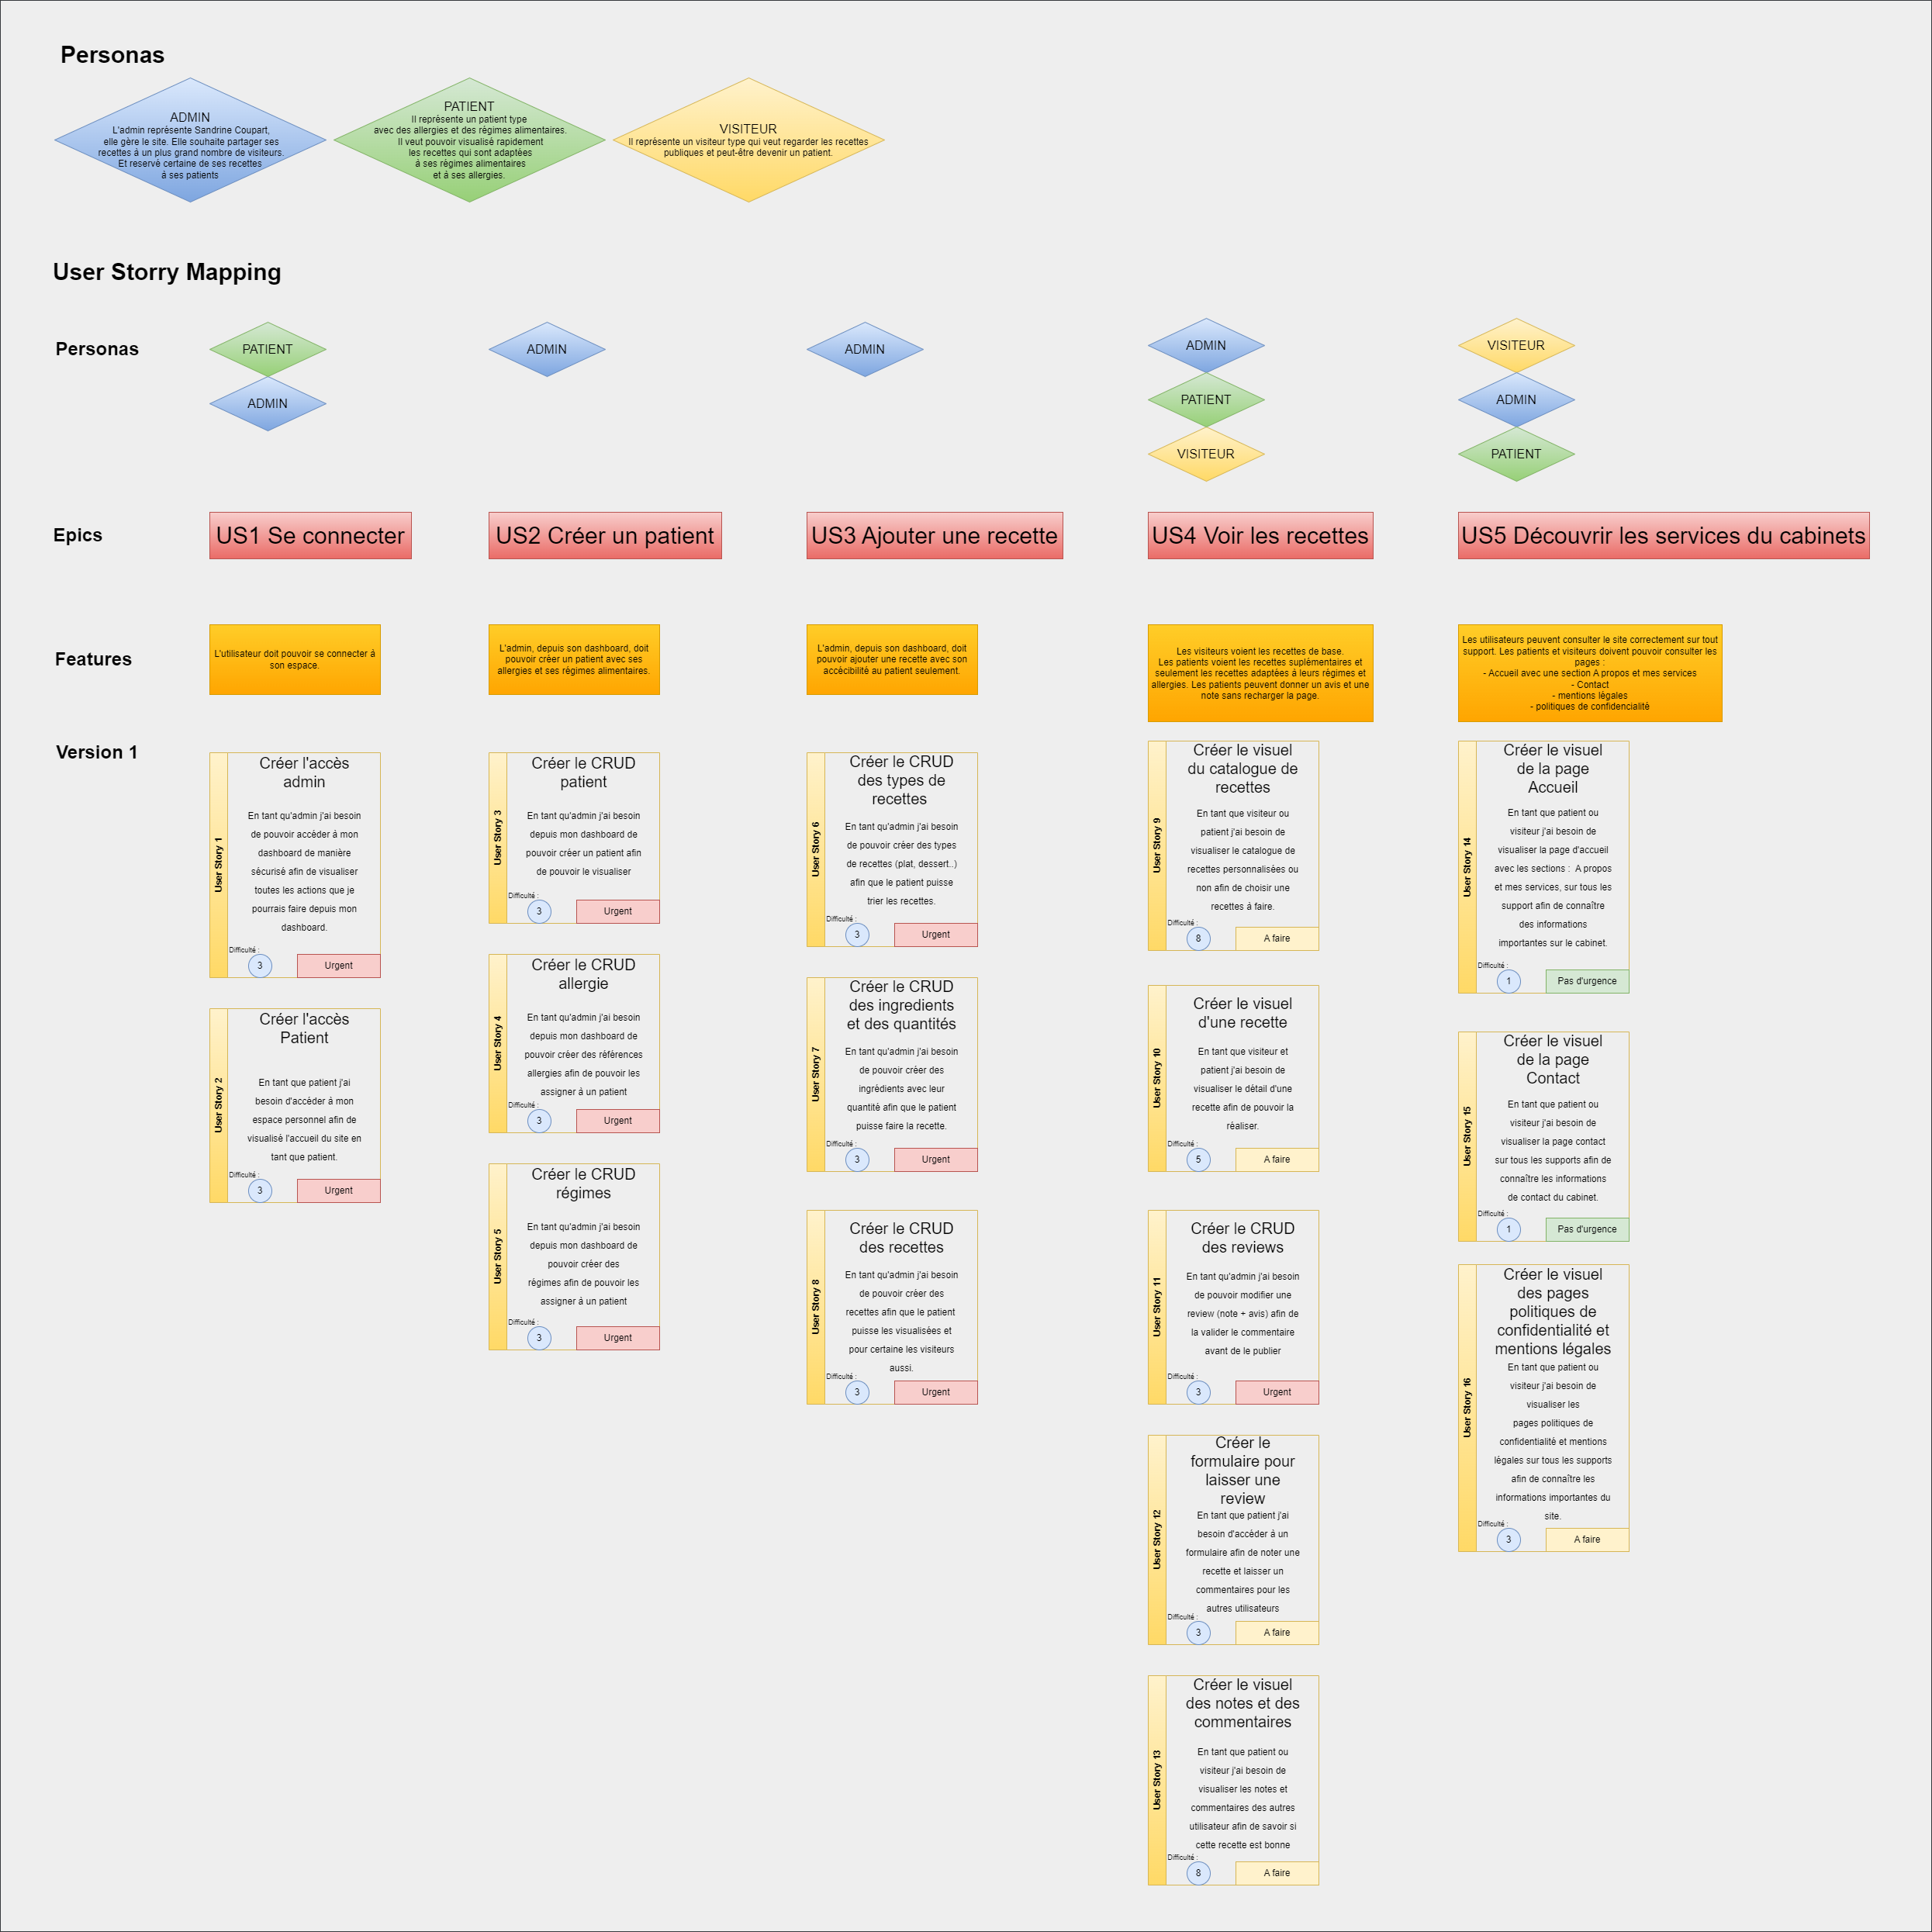 Personas
ADMIN
L'admin représente Sandrine Coupart,
elle gère le site. Elle souhaite partager ses
recettes à un plus grand nombre de visiteurs.
Et reservé certaine de ses recettes
à ses patients
PATIENT
Il représente un patient type
avec des allergies et des régimes alimentaires.
Il veut pouvoir visualisé rapidement
les recettes qui sont adaptées
à ses régimes alimentaires
et à ses allergies.
VISITEUR
Il représente un visiteur type qui veut regarder les recettes
publiques et peut-être devenir un patient.
User Storry Mapping
Personas
PATIENT
ADMIN
ADMIN
ADMIN
ADMIN
PATIENT
VISITEUR
VISITEUR
ADMIN
PATIENT
Epics
US1 Se connecter
US2 Créer un patient
US3 Ajouter une recette
US4 Voir les recettes
US5 Découvrir les services du cabinets
Features
L'utilisateur doit pouvoir se connecter à
son espace.
L'admin, depuis son dashboard, doit
pouvoir créer un patient avec ses
allergies et ses régimes alimentaires.
L'admin, depuis son dashboard, doit
pouvoir ajouter une recette avec son
accécibilité au patient seulement.
Les visiteurs voient les recettes de base.
Les patients voient les recettes suplémentaires et
seulement les recettes adaptées à leurs régimes et
allergies. Les patients peuvent donner un avis et une
note sans recharger la page.
Les utilisateurs peuvent consulter le site correctement sur tout
support. Les patients et visiteurs doivent pouvoir consulter les
pages :
- Accueil avec une section A propos et mes services
- Contact
- mentions légales
- politiques de confidencialité
Version 1
User Story 1
Créer l'accès
admin
En tant qu'admin j'ai besoin
de pouvoir accèder à mon
dashboard de manière
sécurisé afin de visualiser
toutes les actions que je
pourrais faire depuis mon
dashboard.
Difficulté :
3
Urgent
User Story 2
Créer l'accès
Patient
En tant que patient j'ai
besoin d'accèder à mon
espace personnel afin de
visualisé l'accueil du site en
tant que patient.
Difficulté :
3
Urgent
User Story 3
Créer le CRUD
patient
En tant qu'admin j'ai besoin
depuis mon dashboard de
pouvoir créer un patient afin
de pouvoir le visualiser
Difficulté :
3
Urgent
User Story 4
Créer le CRUD
allergie
En tant qu'admin j'ai besoin
depuis mon dashboard de
pouvoir créer des références
allergies afin de pouvoir les
assigner à un patient
Difficulté :
3
Urgent
User Story 5
Créer le CRUD
régimes
En tant qu'admin j'ai besoin
depuis mon dashboard de
pouvoir créer des
régimes afin de pouvoir les
assigner à un patient
Difficulté :
3
Urgent
User Story 6
Créer le CRUD
des types de
recettes
En tant qu'admin j'ai besoin
de pouvoir créer des types
de recettes (plat, dessert..)
afin que le patient puisse
trier les recettes.
Difficulté :
3
Urgent
User Story 7
Créer le CRUD
des ingredients
et des quantités
En tant qu'admin j'ai besoin
de pouvoir créer des
ingrédients avec leur
quantité afin que le patient
puisse faire la recette.
Difficulté :
3
Urgent
User Story 8
Créer le CRUD
des recettes
En tant qu'admin j'ai besoin
de pouvoir créer des
recettes afin que le patient
puisse les visualisées et
pour certaine les visiteurs
aussi.
Difficulté :
3
Urgent
User Story 9
Créer le visuel
du catalogue de
recettes
En tant que visiteur ou
patient j'ai besoin de
visualiser le catalogue de
recettes personnalisées ou
non afin de choisir une
recettes à faire.
Difficulté :
8
A faire
User Story 10
Créer le visuel
d'une recette
En tant que visiteur et
patient j'ai besoin de
visualiser le détail d'une
recette afin de pouvoir la
réaliser.
Difficulté :
5
A faire
User Story 11
Créer le CRUD
des reviews
En tant qu'admin j'ai besoin
de pouvoir modifier une
review (note + avis) afin de
la valider le commentaire
avant de le publier
Difficulté :
3
Urgent
User Story 12
Créer le
formulaire pour
laisser une
review
En tant que patient j'ai
besoin d'accèder à un
formulaire afin de noter une
recette et laisser un
commentaires pour les
autres utilisateurs
Difficulté :
3
A faire
User Story 13
Créer le visuel
des notes et des
commentaires
En tant que patient ou
visiteur j'ai besoin de
visualiser les notes et
commentaires des autres
utilisateur afin de savoir si
cette recette est bonne
Difficulté :
8
A faire
User Story 14
Créer le visuel
de la page
Accueil
En tant que patient ou
visiteur j'ai besoin de
visualiser la page d'accueil
avec les sections : A propos
et mes services, sur tous les
support afin de connaître
des informations
importantes sur le cabinet.
Difficulté :
1
Pas d'urgence
User Story 15
Créer le visuel
de la page
Contact
En tant que patient ou
visiteur j'ai besoin de
visualiser la page contact
sur tous les supports afin de
connaître les informations
de contact du cabinet.
Difficulté :
1
Pas d'urgence
User Story 16
Créer le visuel
des pages
politiques de
confidentialité et
mentions légales
En tant que patient ou
visiteur j'ai besoin de
visualiser les
pages politiques de
confidentialité et mentions
légales sur tous les supports
afin de connaître les
informations importantes du
site.
Difficulté :
3
A faire